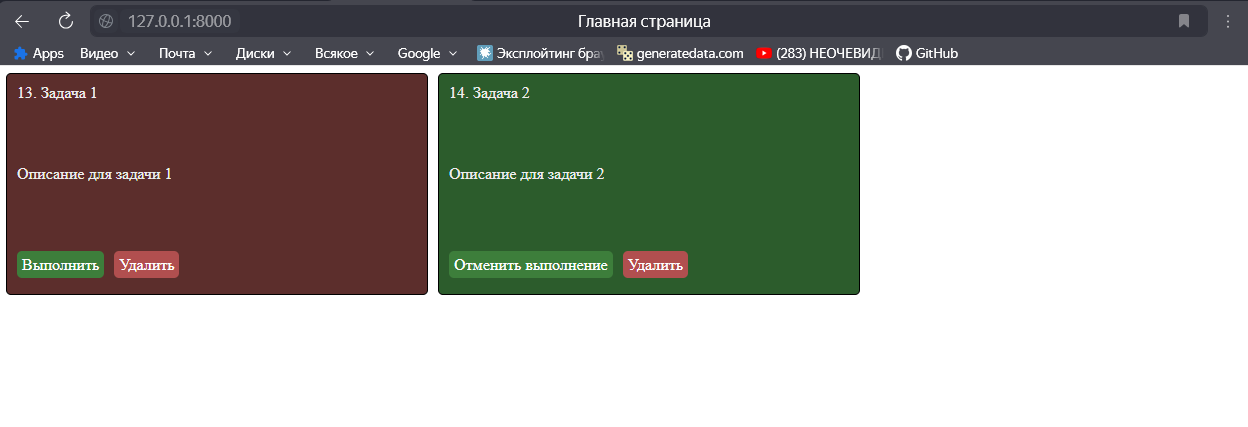 127.0.0.1:8000
Главная страница
Apps Видео Почта Диски Всякое Google Эксплойтинг бра generatedata.com (283) НЕОЧЕВИД GitHub
13. Задача 1
Описание для задачи 1
Выполнить Удалить
14. Задача 2
Описание для задачи 2
Отменить выполнение Удалить